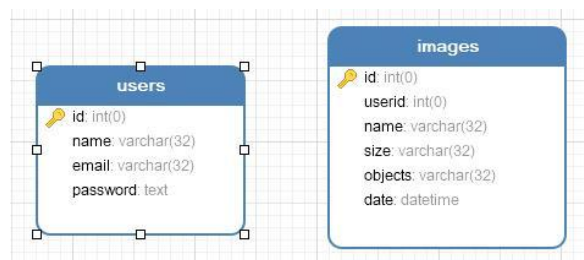 users
id: int(0)
name: varchar(32)
email: varchar(32)
password: text
images
id: int(0)
userid: int(0)
name: varchar(32)
size: varchar(32)
objects: varchar(32)
date: datetime